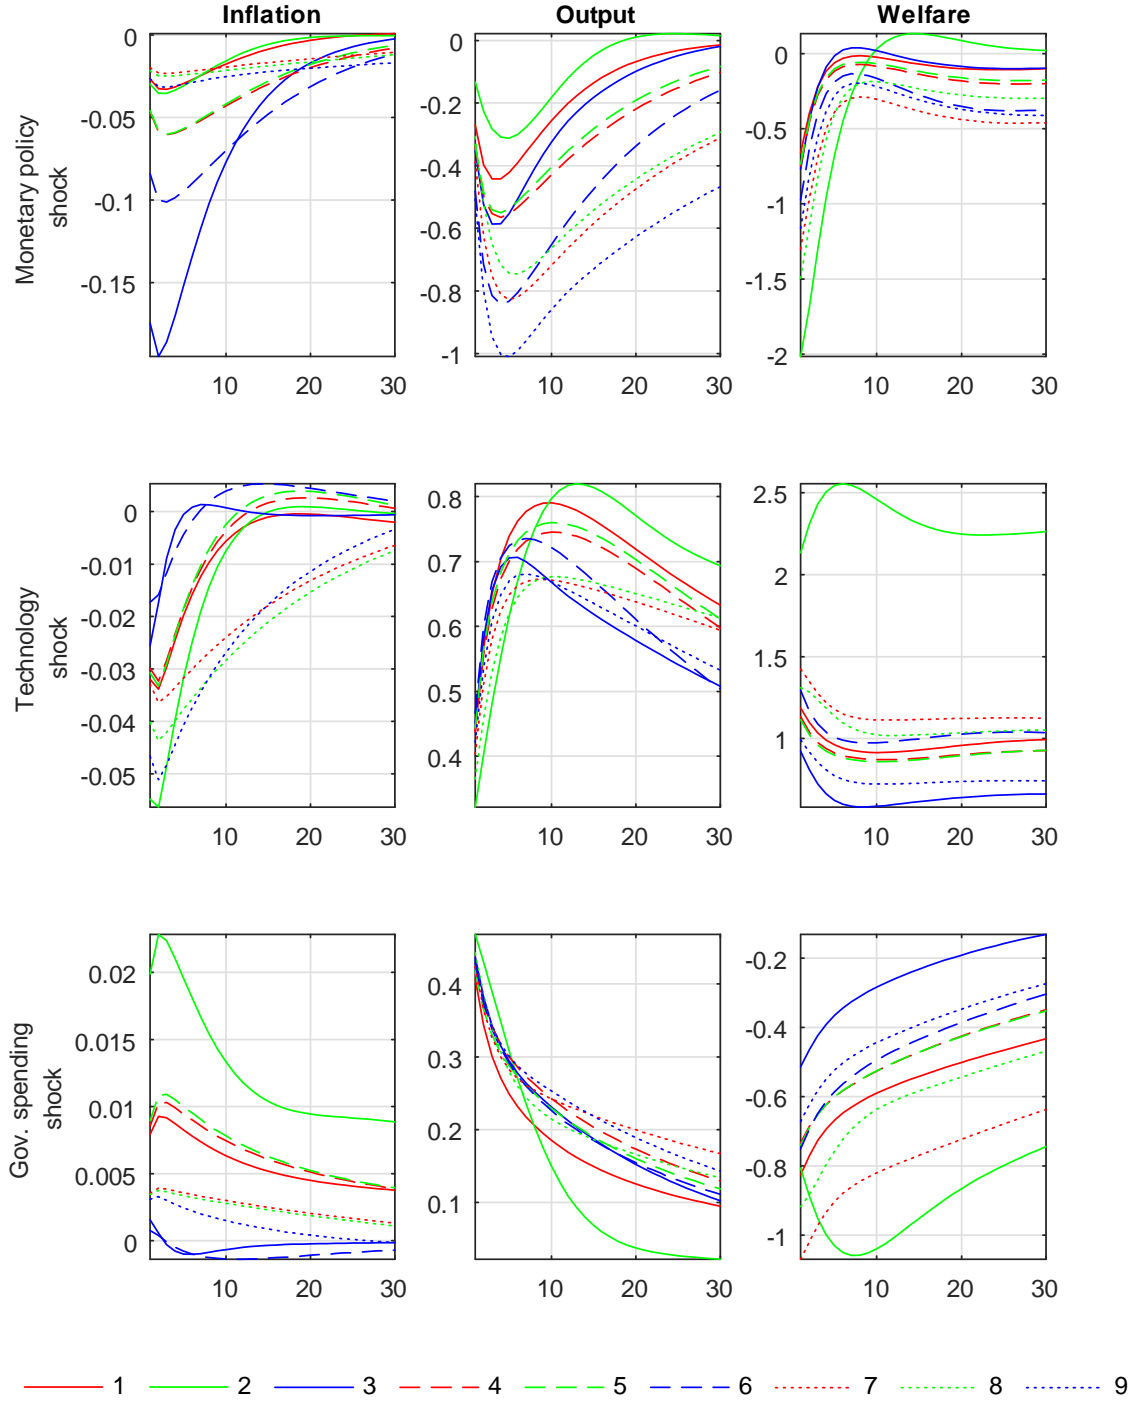 Inflation Output Welfare
Monetary policy
shock
0
-0.05
-0.1
-0.15
10 20 30
0
-0.2
-0.4
-0.6
-0.8
-1
10 20 30
0
-0.5
-1
-1.5
-2
10 20 30
Technology
shock
0
-0.01
-0.02
-0.03
-0.04
-0.05
10 20 30
0.8
0.7
0.6
0.5
0.4
10 20 30
2.5
2
1.5
1
10 20 30
Gov. spending
shock
0.02
0.015
0.01
0.005
0
10 20 30
0.4
0.3
0.2
0.1
10 20 30
-0.2
-0.4
-0.6
-0.8
-1
10 20 30
1 2 3 4 5 6 7 8 9